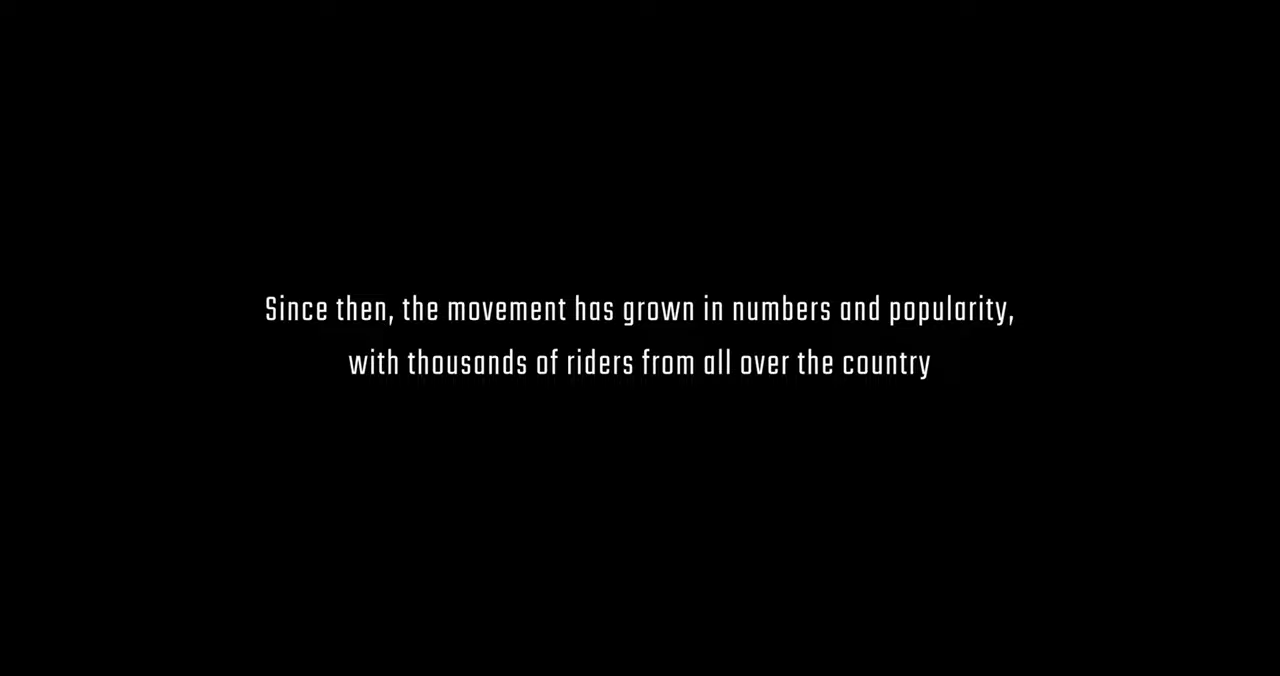 Since then, the movement has grown in numbers and popularity,
with thousands of riders from all over the country